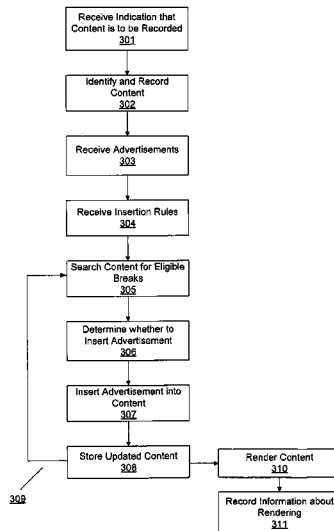 Receive Indication that
Content is to be Recorded
301
Identify and Record
Content
302
Receive Advertisements
303
Receive Insertion Rules
304
Search Content for Eligible
Breaks
305
Determine whether to
Insert Advertisement
306
Insert Advertisement into
Content
307
Store Updated Content
308
309
Render Content
310
Record Information about
Rendering
311